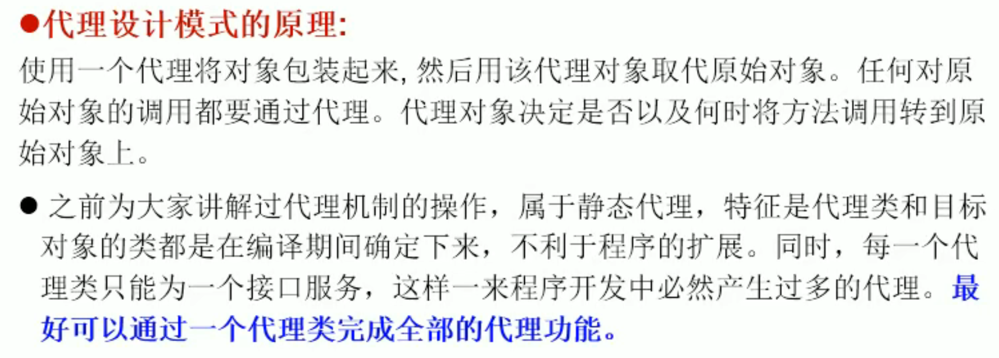 ●代理设计模式的原理:
使用一个代理将对象包装起来, 然后用该代理对象取代原始对象。任何对原
始对象的调用都要通过代理。代理对象决定是否以及何时将方法调用转到原
始对象上。
● 之前为大家讲解过代理机制的操作，属于静态代理，特征是代理类和目标
对象的类都是在编译期间确定下来，不利于程序的扩展。同时，每一个代
理类只能为一个接口服务，这样一来程序开发中必然产生过多的代理。最
好可以通过一个代理类完成全部的代理功能。